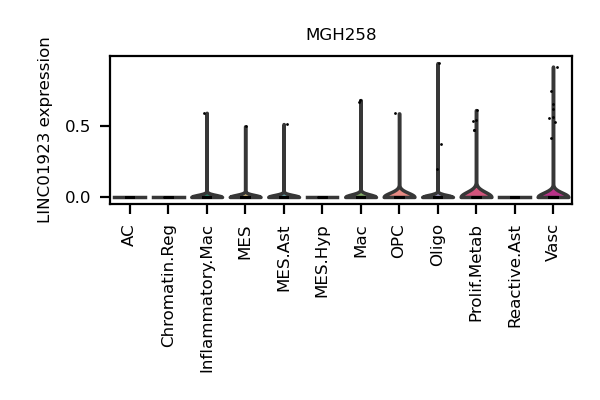 MGH258
LINC01923 expression
0.5
0.0
AC
Chromatin.Reg
Inflammatory.Mac
MES
MES.Ast
MES.Hyp
Mac
OPC
Oligo
Prolif.Metab
Reactive.Ast
Vasc